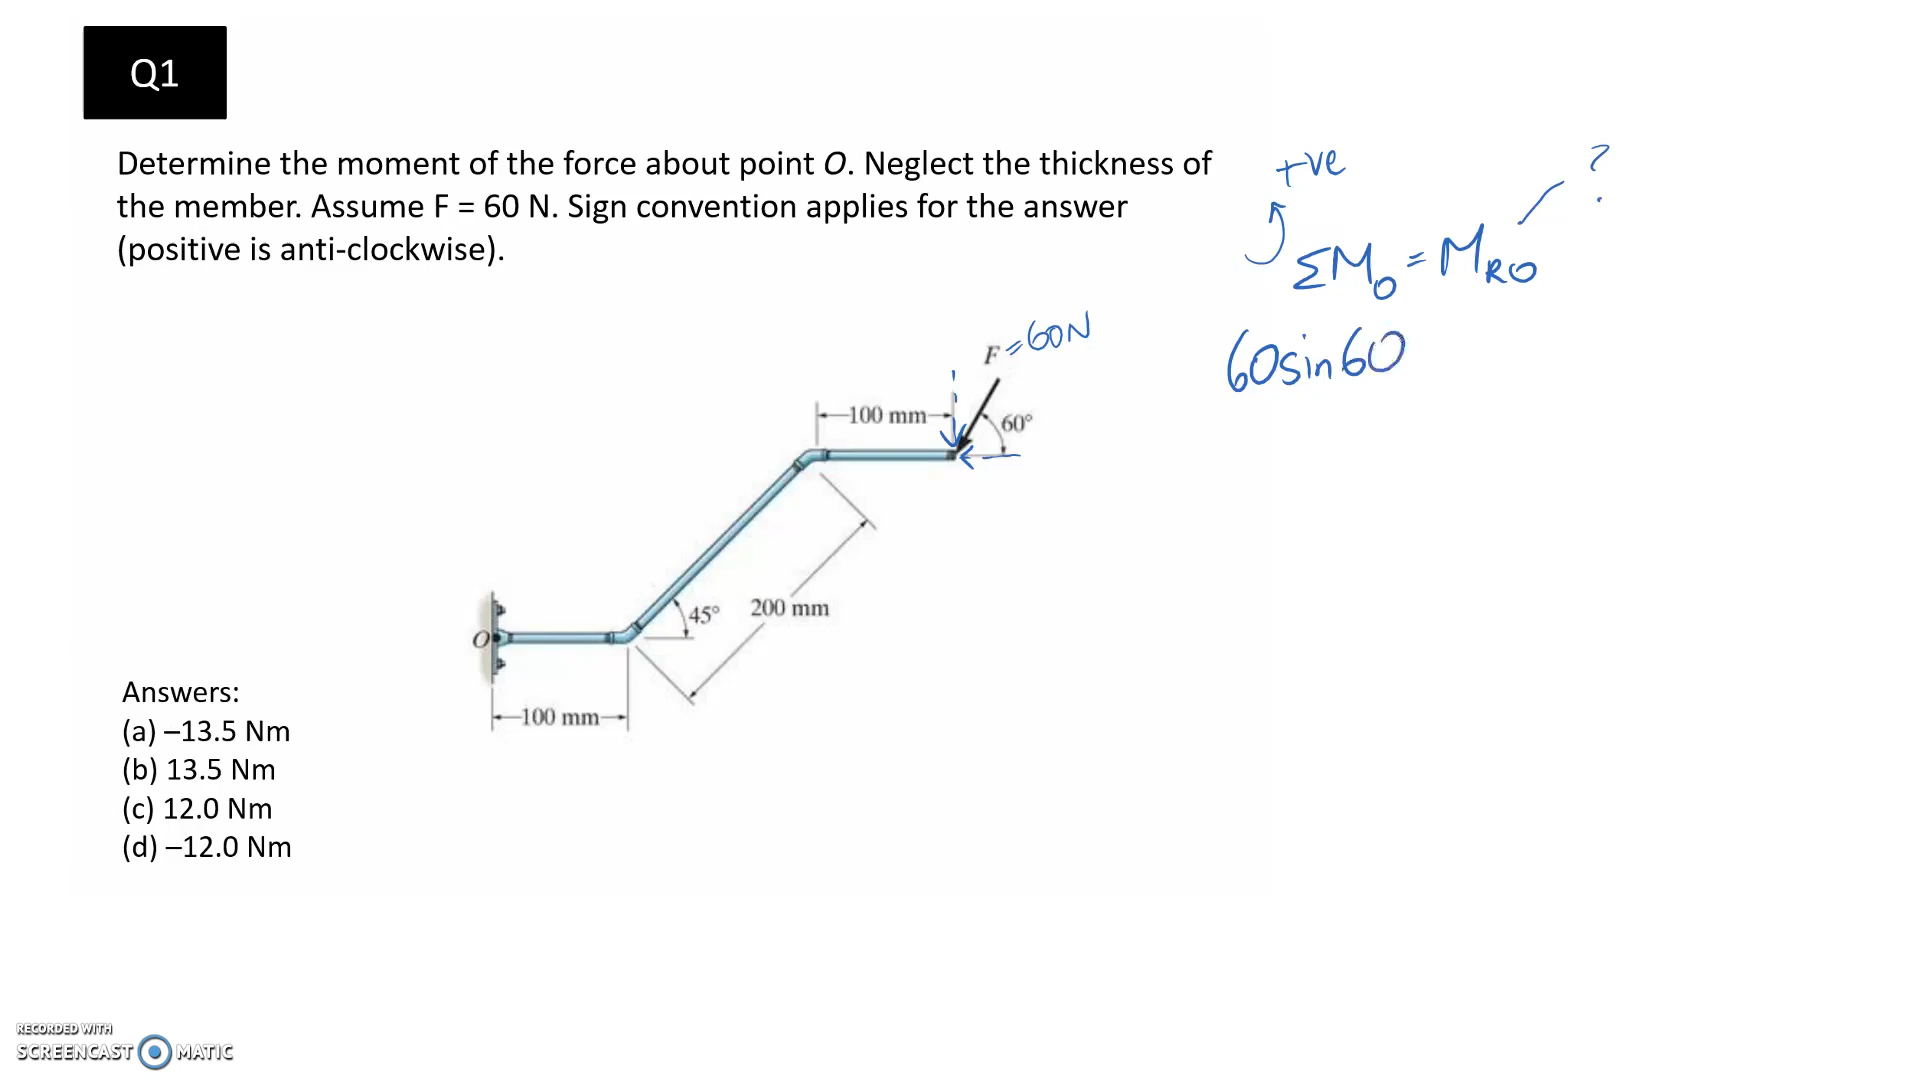 Q1
Determine the moment of the force about point O. Neglect the thickness of
the member. Assume F = 60 N. Sign convention applies for the answer
(positive is anti-clockwise).
+ve
?
ΣM_O = M_RO
60sin60
F = 60N
100 mm
60°
45°
200 mm
O
100 mm
Answers:
(a) –13.5 Nm
(b) 13.5 Nm
(c) 12.0 Nm
(d) –12.0 Nm
RECORDED WITH
SCREENCAST MATIC